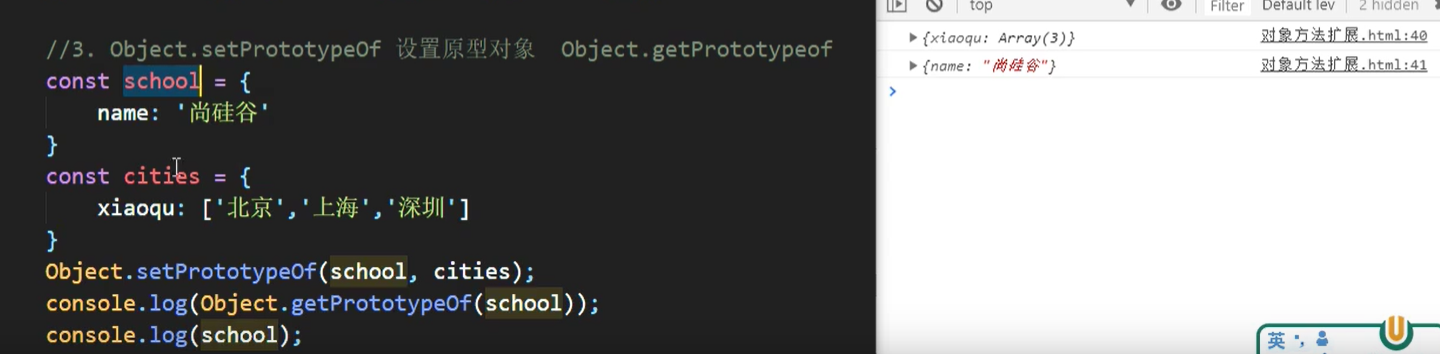 //3. Object.setPrototypeOf 设置原型对象  Object.getPrototypeof
const school = {
    name: '尚硅谷'
}
const cities = {
    xiaoqu: ['北京','上海','深圳']
}
Object.setPrototypeOf(school, cities);
console.log(Object.getPrototypeOf(school));
console.log(school);
top Filter Default lev 2 hidden
{xiaoqu: Array(3)} 对象方法扩展.html:40
{name: "尚硅谷"} 对象方法扩展.html:41
英